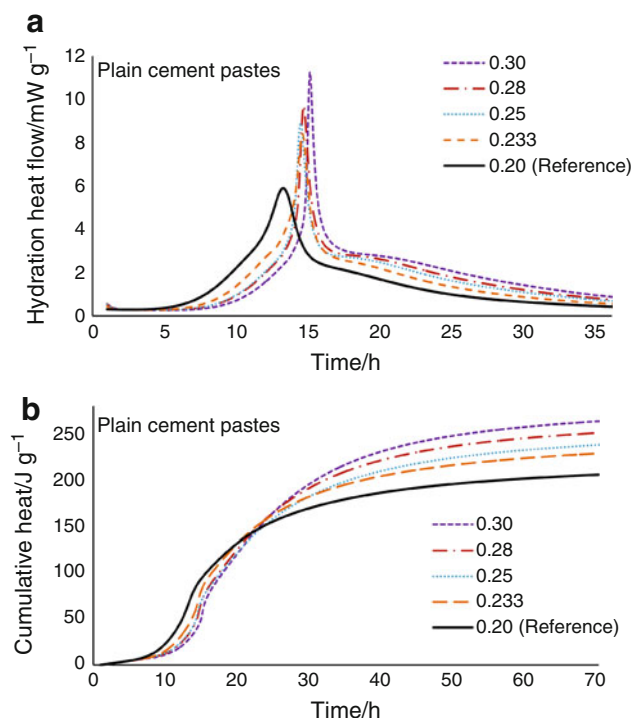 a
Plain cement pastes
12
10
8
6
4
2
0
Hydration heat flow/mW g⁻¹
0.30
0.28
0.25
0.233
0.20 (Reference)
0 5 10 15 20 25 30 35
Time/h
b
Plain cement pastes
250
200
150
100
50
0
Cumulative heat/J g⁻¹
0.30
0.28
0.25
0.233
0.20 (Reference)
0 10 20 30 40 50 60 70
Time/h